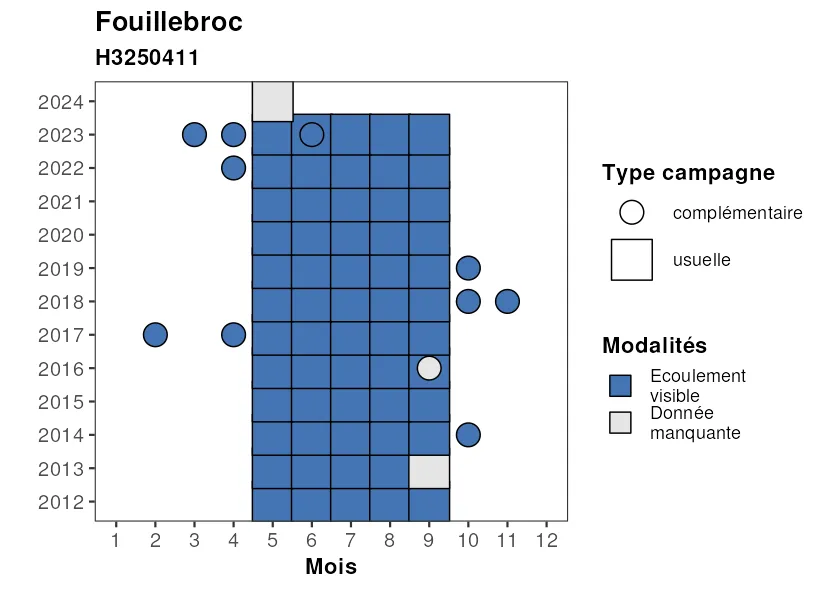 Fouillebroc
H3250411
2024
2023
2022
2021
2020
2019
2018
2017
2016
2015
2014
2013
2012
1 2 3 4 5 6 7 8 9 10 11 12
Mois
Type campagne
complémentaire
usuelle
Modalités
Ecoulement
visible
Donnée
manquante